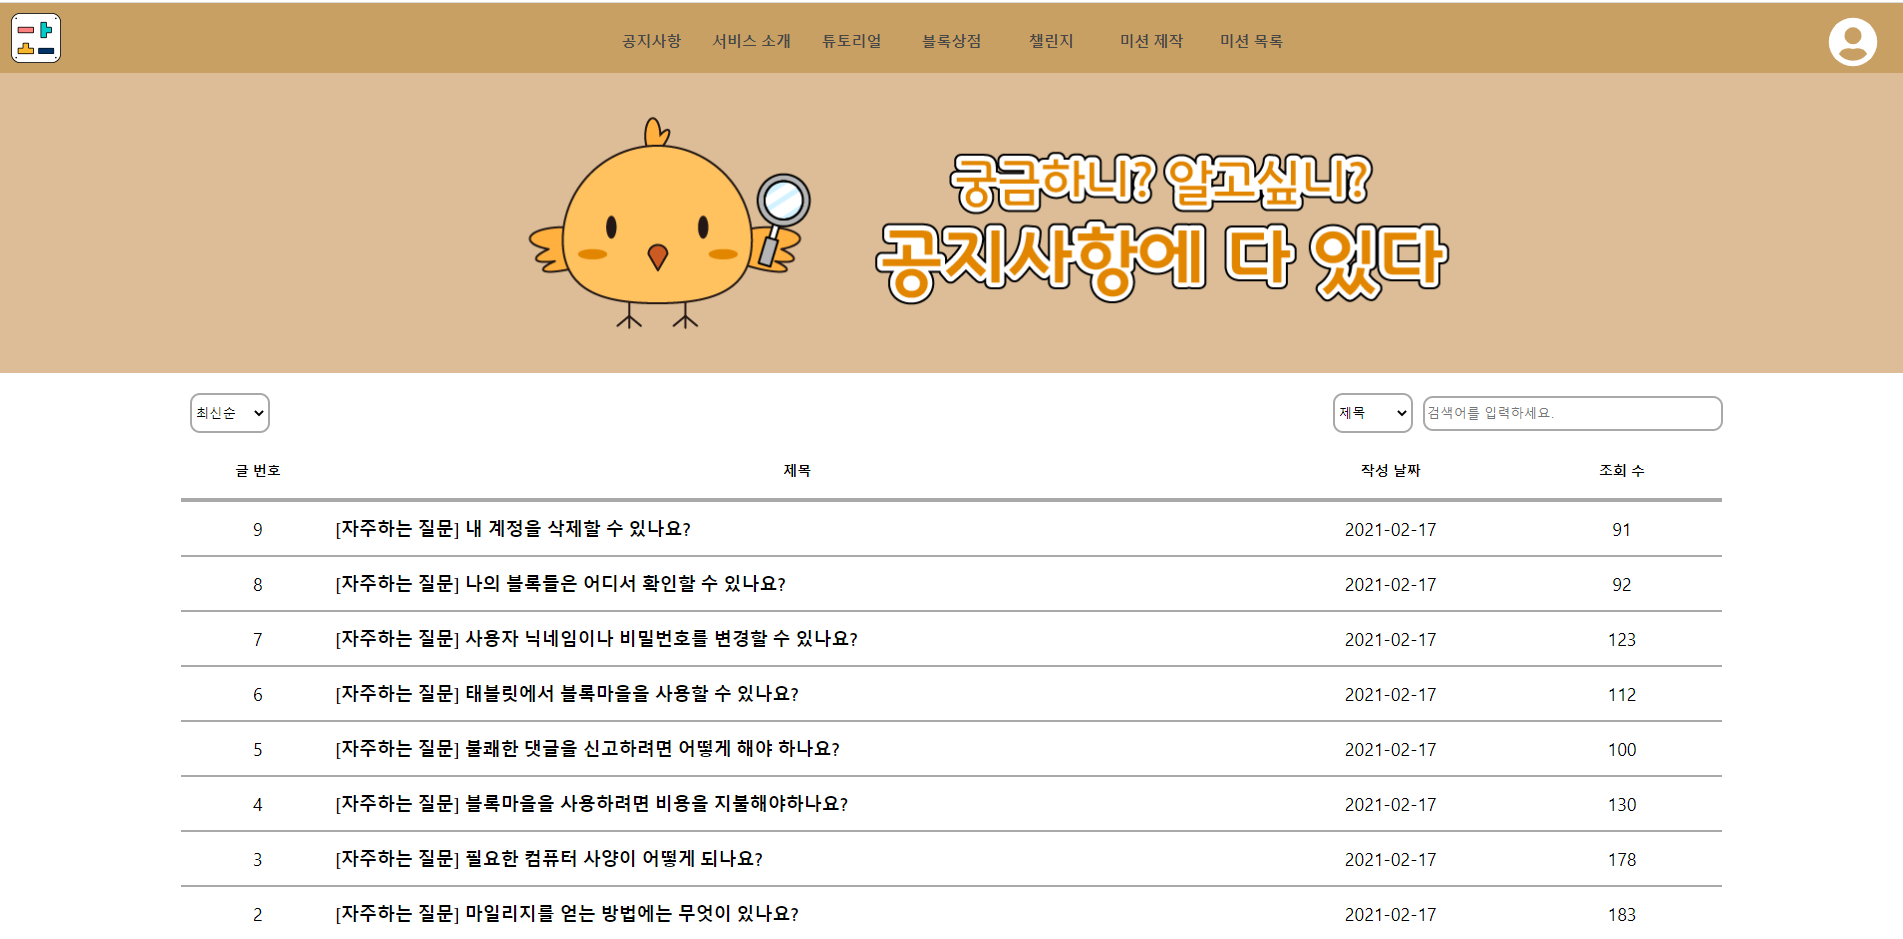 공지사항 서비스 소개 튜토리얼 블록상점 챌린지 미션 제작 미션 목록
궁금하니? 알고싶니?
공지사항에 다 있다
최신순 제목 검색어를 입력하세요.
글 번호 제목 작성 날짜 조회 수
9 [자주하는 질문] 내 계정을 삭제할 수 있나요? 2021-02-17 91
8 [자주하는 질문] 나의 블록들은 어디서 확인할 수 있나요? 2021-02-17 92
7 [자주하는 질문] 사용자 닉네임이나 비밀번호를 변경할 수 있나요? 2021-02-17 123
6 [자주하는 질문] 태블릿에서 블록마을을 사용할 수 있나요? 2021-02-17 112
5 [자주하는 질문] 불쾌한 댓글을 신고하려면 어떻게 해야 하나요? 2021-02-17 100
4 [자주하는 질문] 블록마을을 사용하려면 비용을 지불해야하나요? 2021-02-17 130
3 [자주하는 질문] 필요한 컴퓨터 사양이 어떻게 되나요? 2021-02-17 178
2 [자주하는 질문] 마일리지를 얻는 방법에는 무엇이 있나요? 2021-02-17 183